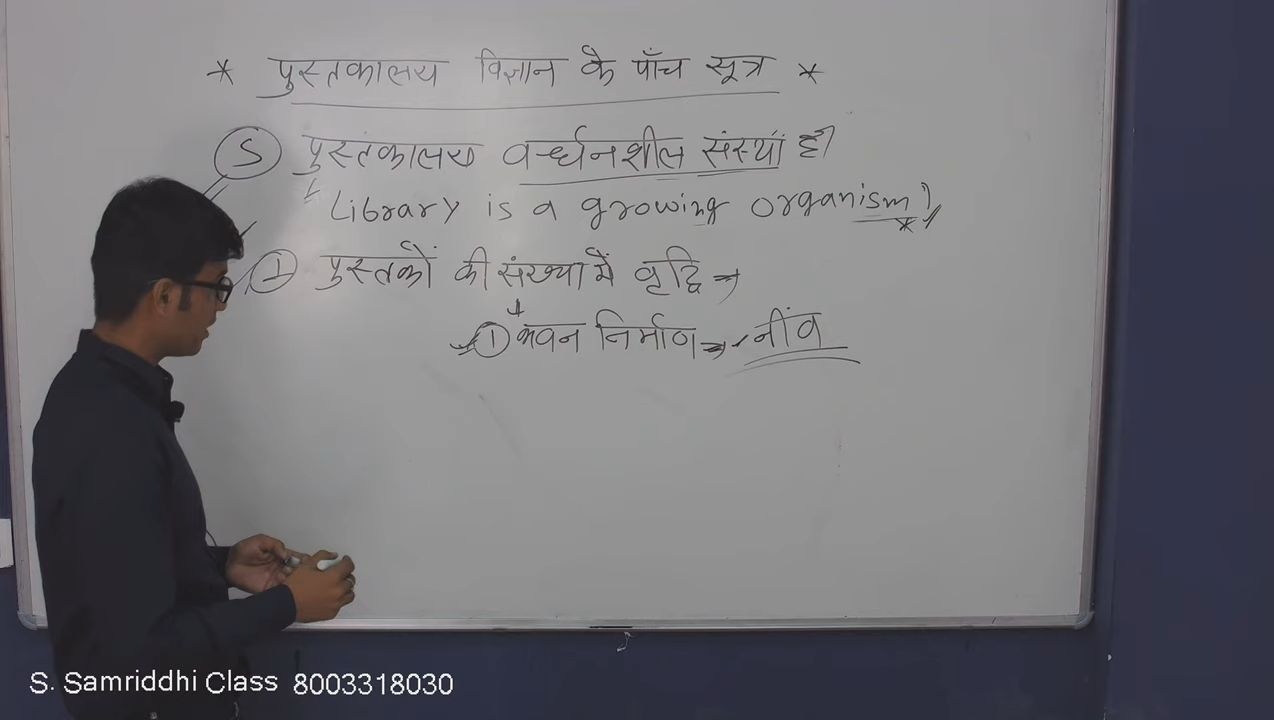 * पुस्तकालय विज्ञान के पाँच सूत्र *
5 पुस्तकालय वर्धनशील संस्था है।
Library is a growing organism)
① पुस्तकों की संख्या में वृद्धि →
① भवन निर्माण → नींव
S. Samriddhi Class 8003318030